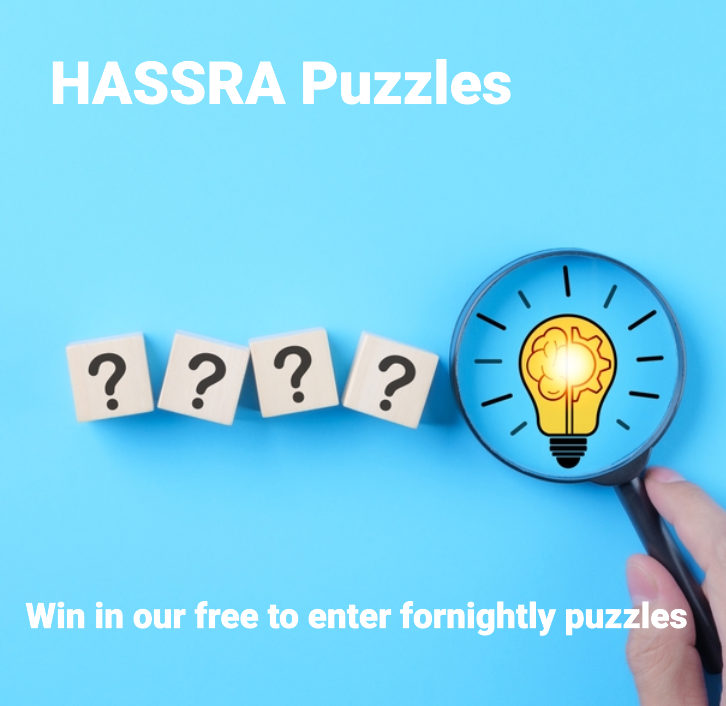 HASSRA Puzzles
? ? ? ?
Win in our free to enter fornightly puzzles